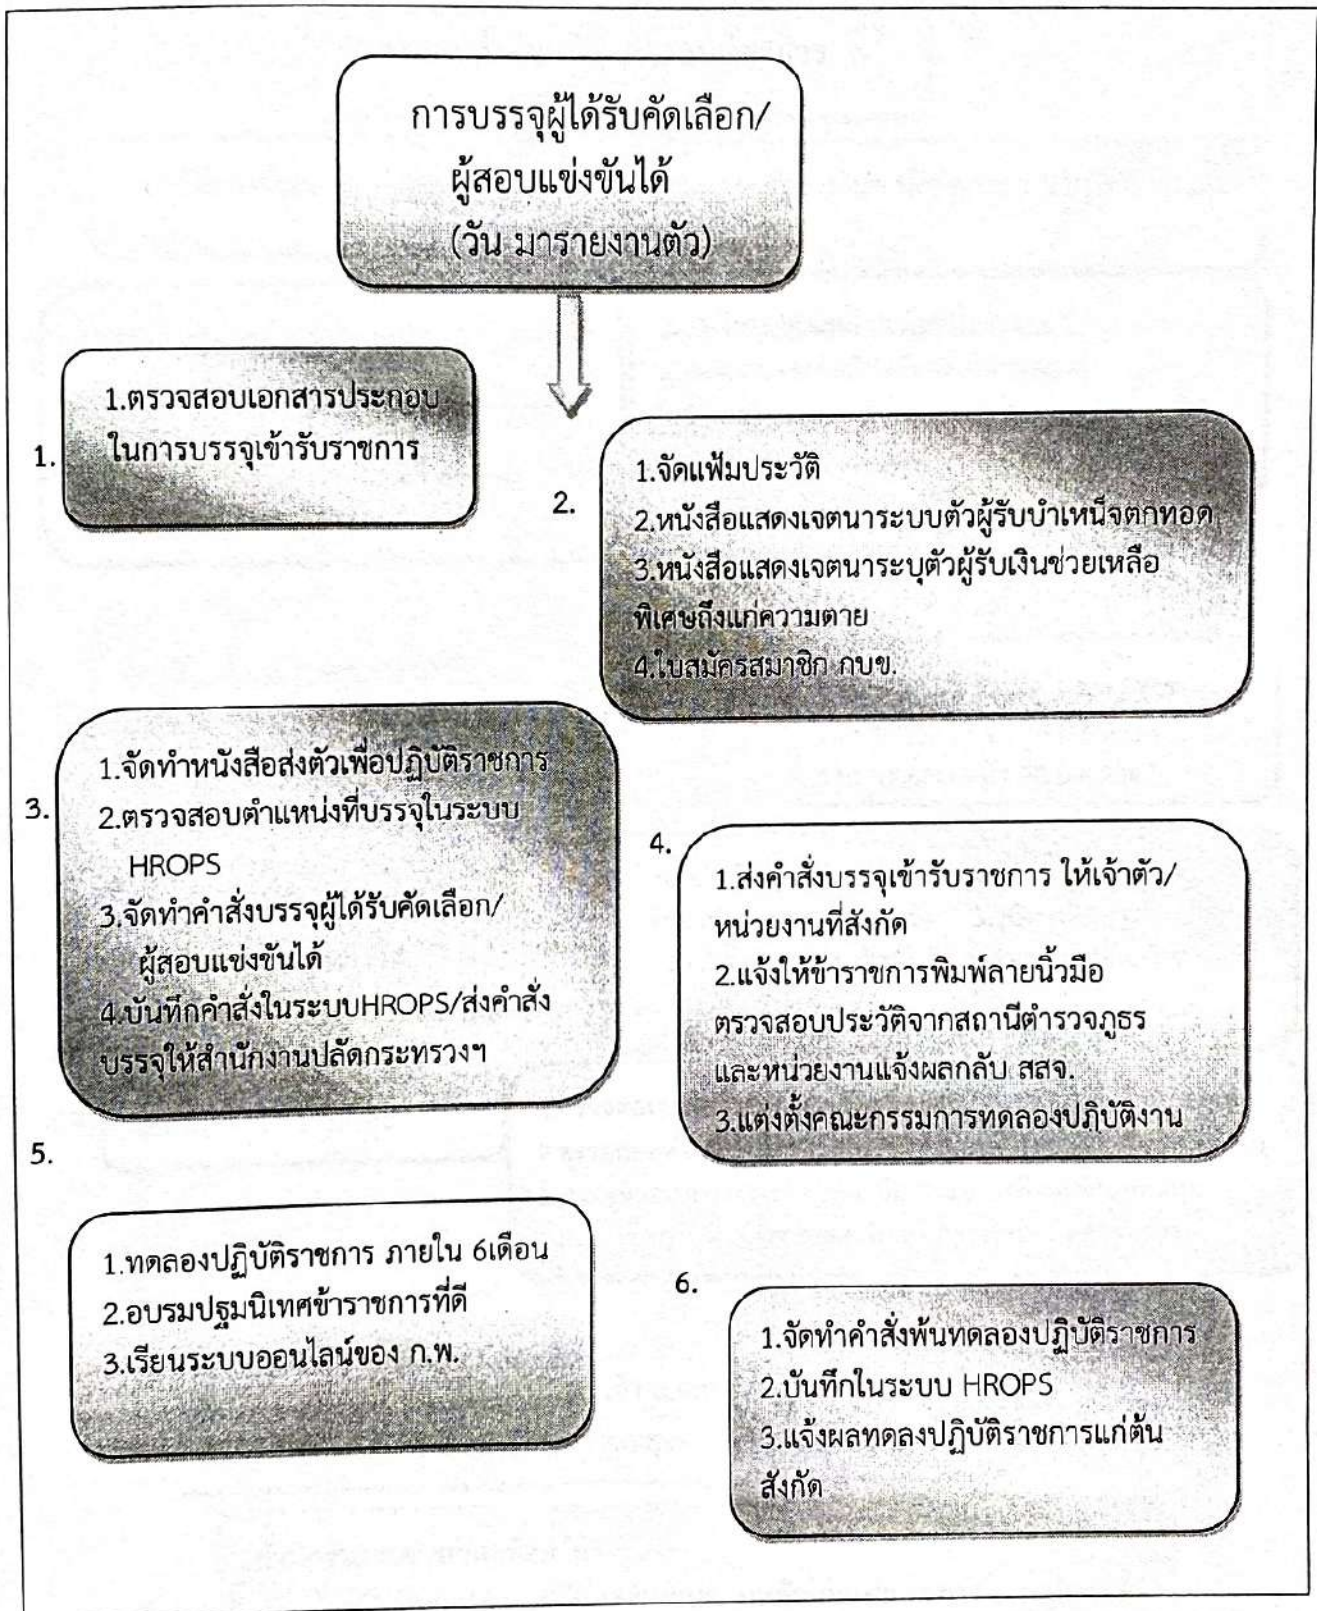 การบรรจุผู้ได้รับคัดเลือก/
ผู้สอบแข่งขันได้
(วัน มารายงานตัว)
1.
1.ตรวจสอบเอกสารประกอบ
ในการบรรจุเข้ารับราชการ
2.
1.จัดแฟ้มประวัติ
2.หนังสือแสดงเจตนาระบบตัวผู้รับบำเหน็จตกทอด
3.หนังสือแสดงเจตนาระบุตัวผู้รับเงินช่วยเหลือ
พิเศษถึงแก่ความตาย
4.ใบสมัครสมาชิก กบข.
3.
1.จัดทำหนังสือส่งตัวเพื่อปฏิบัติราชการ
2.ตรวจสอบตำแหน่งที่บรรจุในระบบ
HROPS
3.จัดทำคำสั่งบรรจุผู้ได้รับคัดเลือก/
ผู้สอบแข่งขันได้
4.บันทึกคำสั่งในระบบHROPS/ส่งคำสั่ง
บรรจุให้สำนักงานปลัดกระทรวงฯ
4.
1.ส่งคำสั่งบรรจุเข้ารับราชการ ให้เจ้าตัว/
หน่วยงานที่สังกัด
2.แจ้งให้ข้าราชการพิมพ์ลายนิ้วมือ
ตรวจสอบประวัติจากสถานีตำรวจภูธร
และหน่วยงานแจ้งผลกลับ สสจ.
3.แต่งตั้งคณะกรรมการทดลองปฏิบัติงาน
5.
1.ทดลองปฏิบัติราชการ ภายใน 6เดือน
2.อบรมปฐมนิเทศข้าราชการที่ดี
3.เรียนระบบออนไลน์ของ ก.พ.
6.
1.จัดทำคำสั่งพ้นทดลองปฏิบัติราชการ
2.บันทึกในระบบ HROPS
3.แจ้งผลทดลงปฏิบัติราชการแก่ต้น
สังกัด